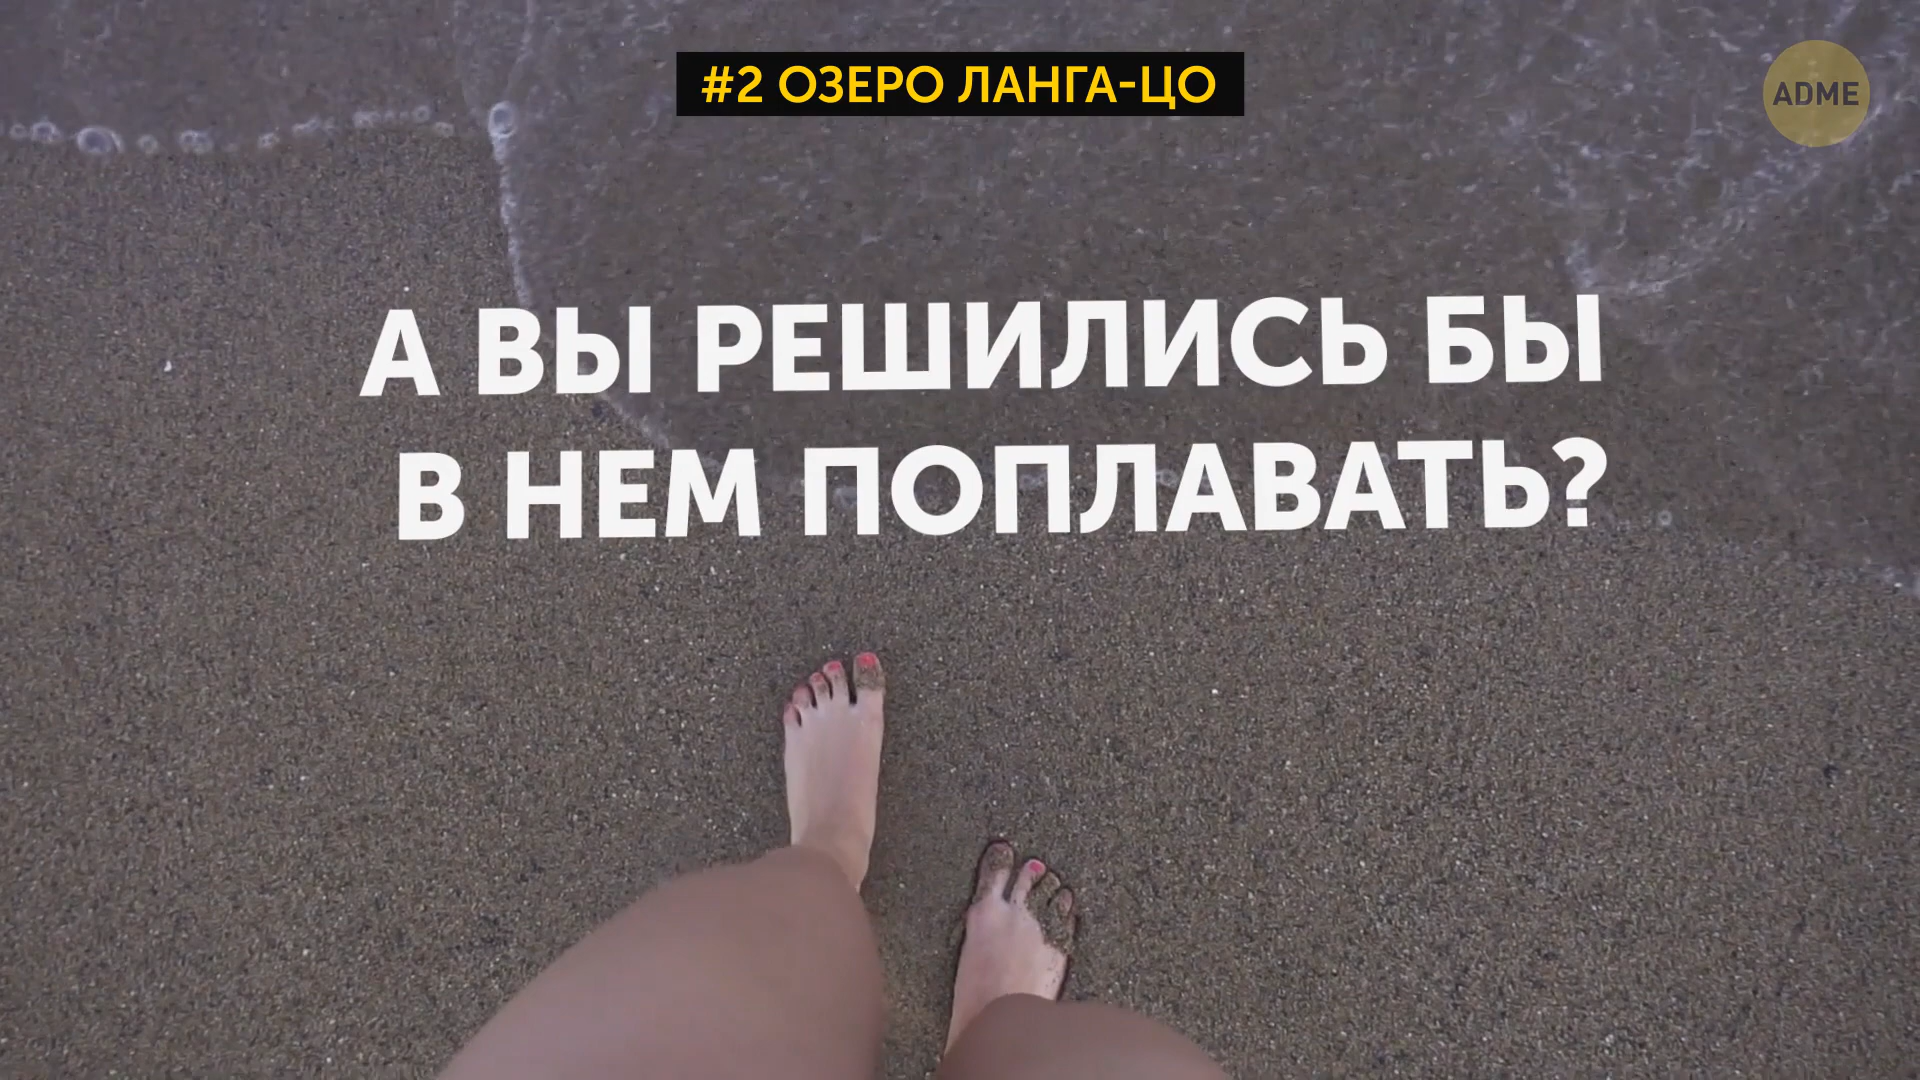 #2 ОЗЕРО ЛАНГА-ЦО
ADME
А ВЫ РЕШИЛИСЬ БЫ
В НЕМ ПОПЛАВАТЬ?